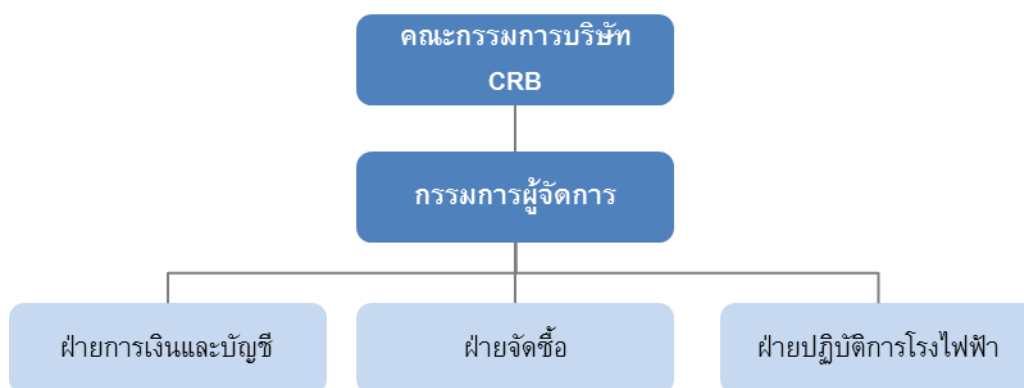 คณะกรรมการบริษัท
CRB
กรรมการผู้จัดการ
ฝ่ายการเงินและบัญชี
ฝ่ายจัดซื้อ
ฝ่ายปฏิบัติการโรงไฟฟ้า